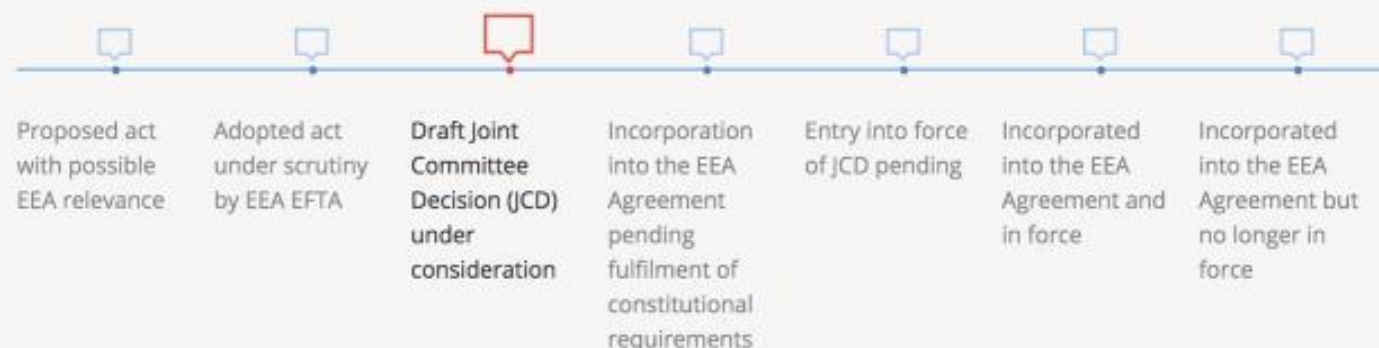 Proposed act
with possible
EEA relevance
Adopted act
under scrutiny
by EEA EFTA
Draft Joint
Committee
Decision (JCD)
under
consideration
Incorporation
into the EEA
Agreement
pending
fulfilment of
constitutional
requirements
Entry into force
of JCD pending
Incorporated
into the EEA
Agreement and
in force
Incorporated
into the EEA
Agreement but
no longer in
force